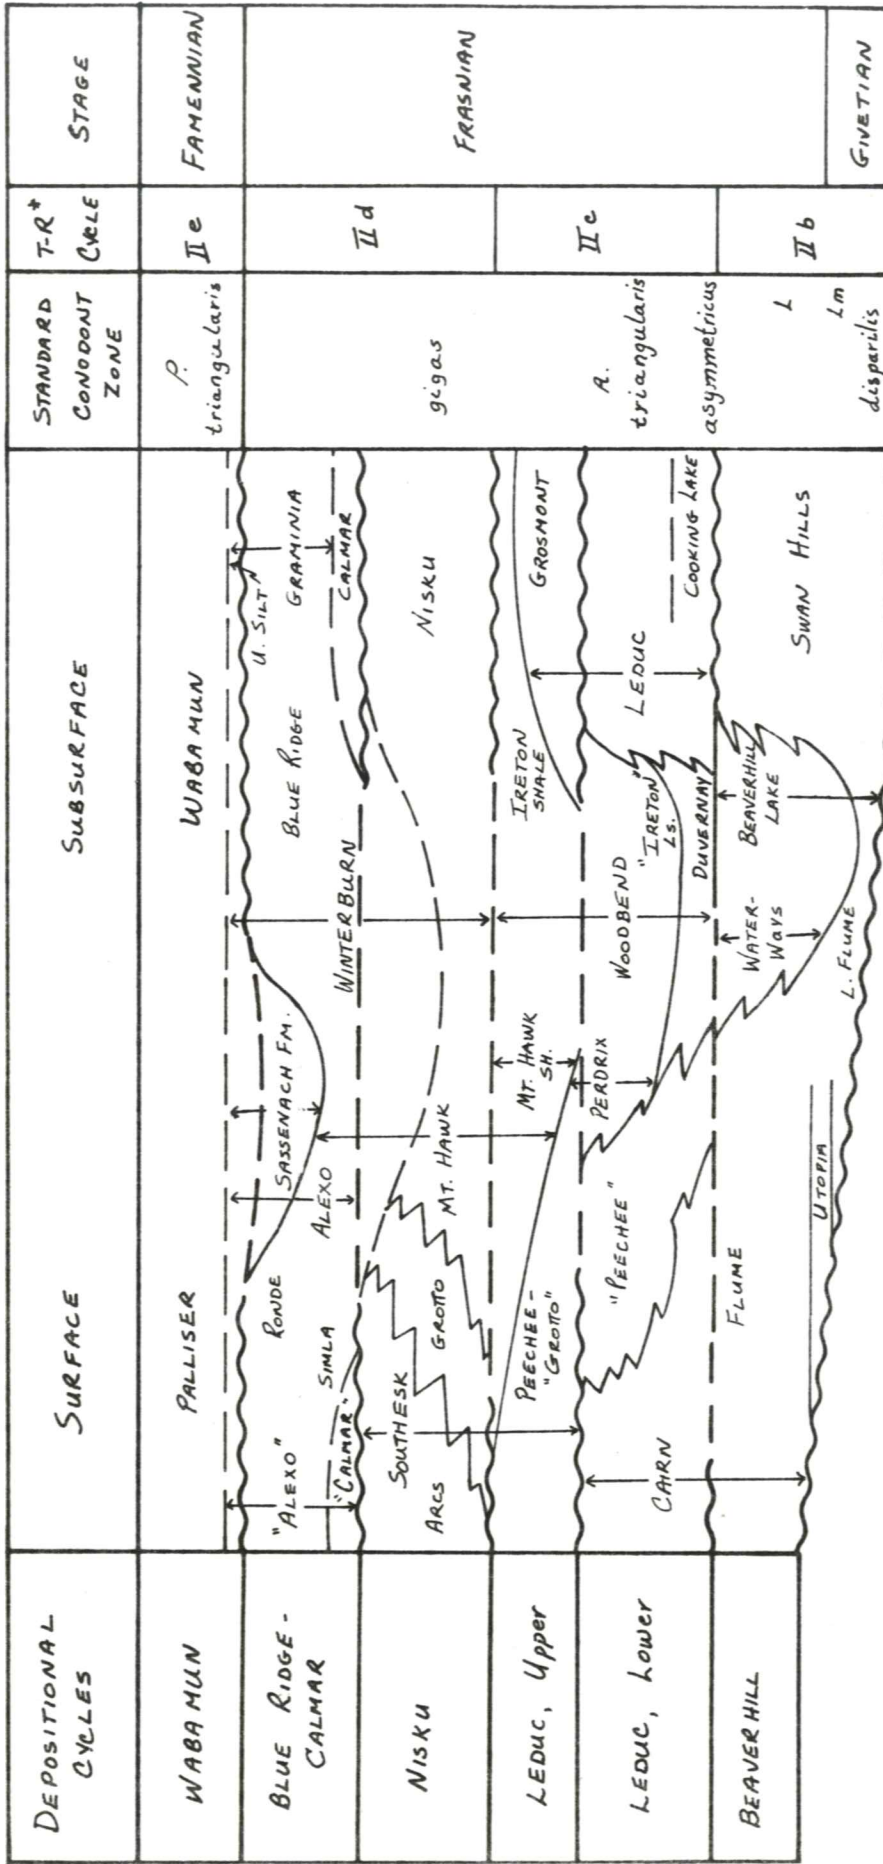 DEPOSITIONAL
CYCLES
SURFACE
SUBSURFACE
STANDARD
CONODONT
ZONE
T-R*
CYCLE
STAGE
WABAMUN
PALLISER
WABAMUN
P.
triangularis
IIe
FAMENNIAN
BLUE RIDGE -
CALMAR
"ALEXO"
"CALMAR"
SIMLA
RONDE
ALEXO
SASSENACH FM.
BLUE RIDGE
U. SILT
GRAMINIA
CALMAR
WINTERBURN
IId
FRASNIAN
NISKU
ARCS
SOUTHESK
GROTTO
MT. HAWK
NISKU
gigas
LEDUC, Upper
PEECHEE -
"GROTTO"
MT. HAWK
SH.
IRETON
SHALE
GROSMONT
LEDUC, Lower
CAIRN
"PEECHEE"
PERDRIX
WOODBEND
"IRETON"
LS.
DUVERNAY
LEDUC
COOKING LAKE
A.
triangularis
asymmetricus
IIc
BEAVERHILL
FLUME
UTOPIA
L. FLUME
WATER-
WAYS
BEAVERHILL
LAKE
SWAN HILLS
L
Lm
disparilis
IIb
GIVETIAN